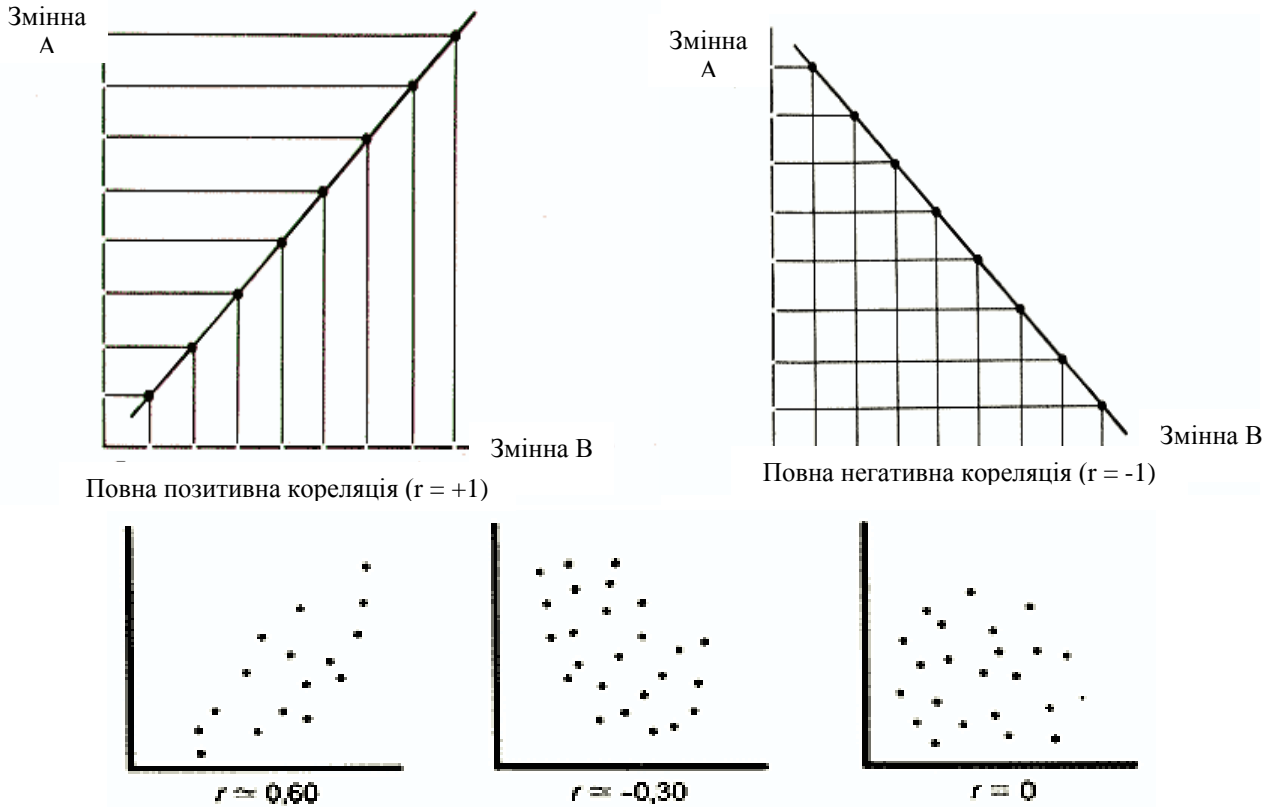 Змінна
А
Змінна В
Повна позитивна кореляція (r = +1)
Змінна
А
Змінна В
Повна негативна кореляція (r = -1)
r ≃ 0,60
r ≃ -0,30
r = 0